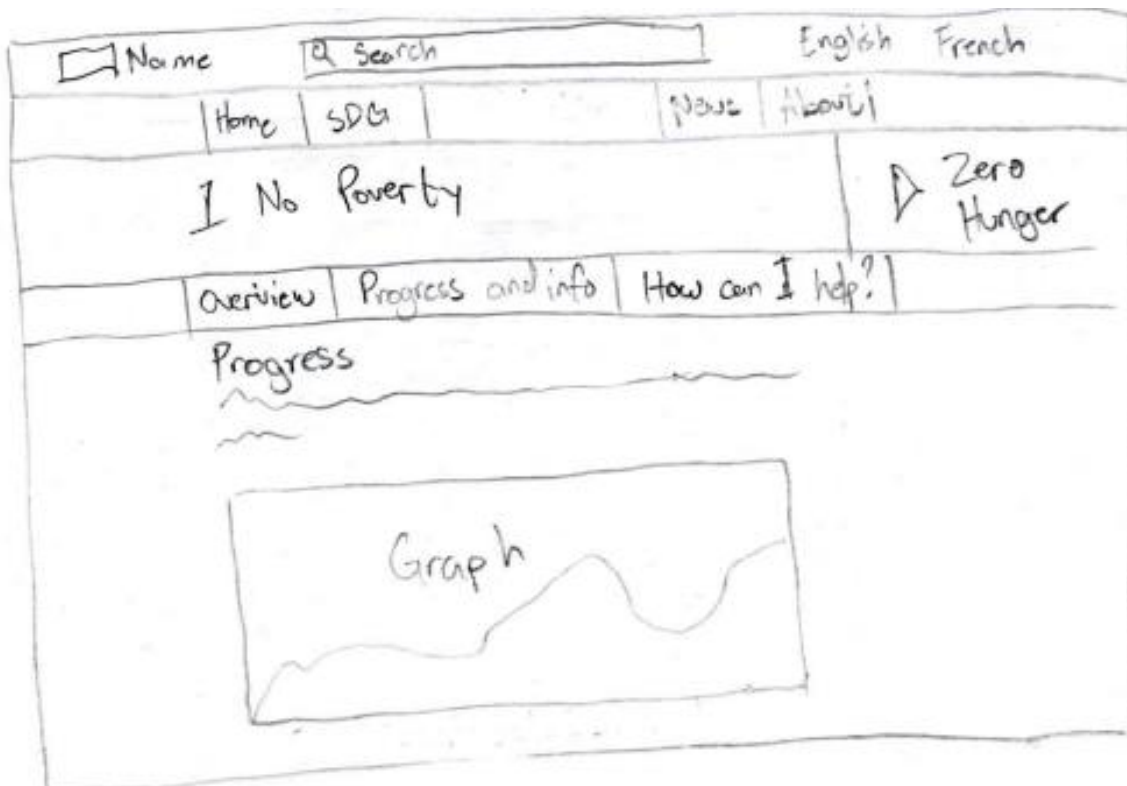 Name Search English French
Home SDG News About
1 No Poverty
Zero
Hunger
Overview Progress and info How can I help?
Progress
Graph